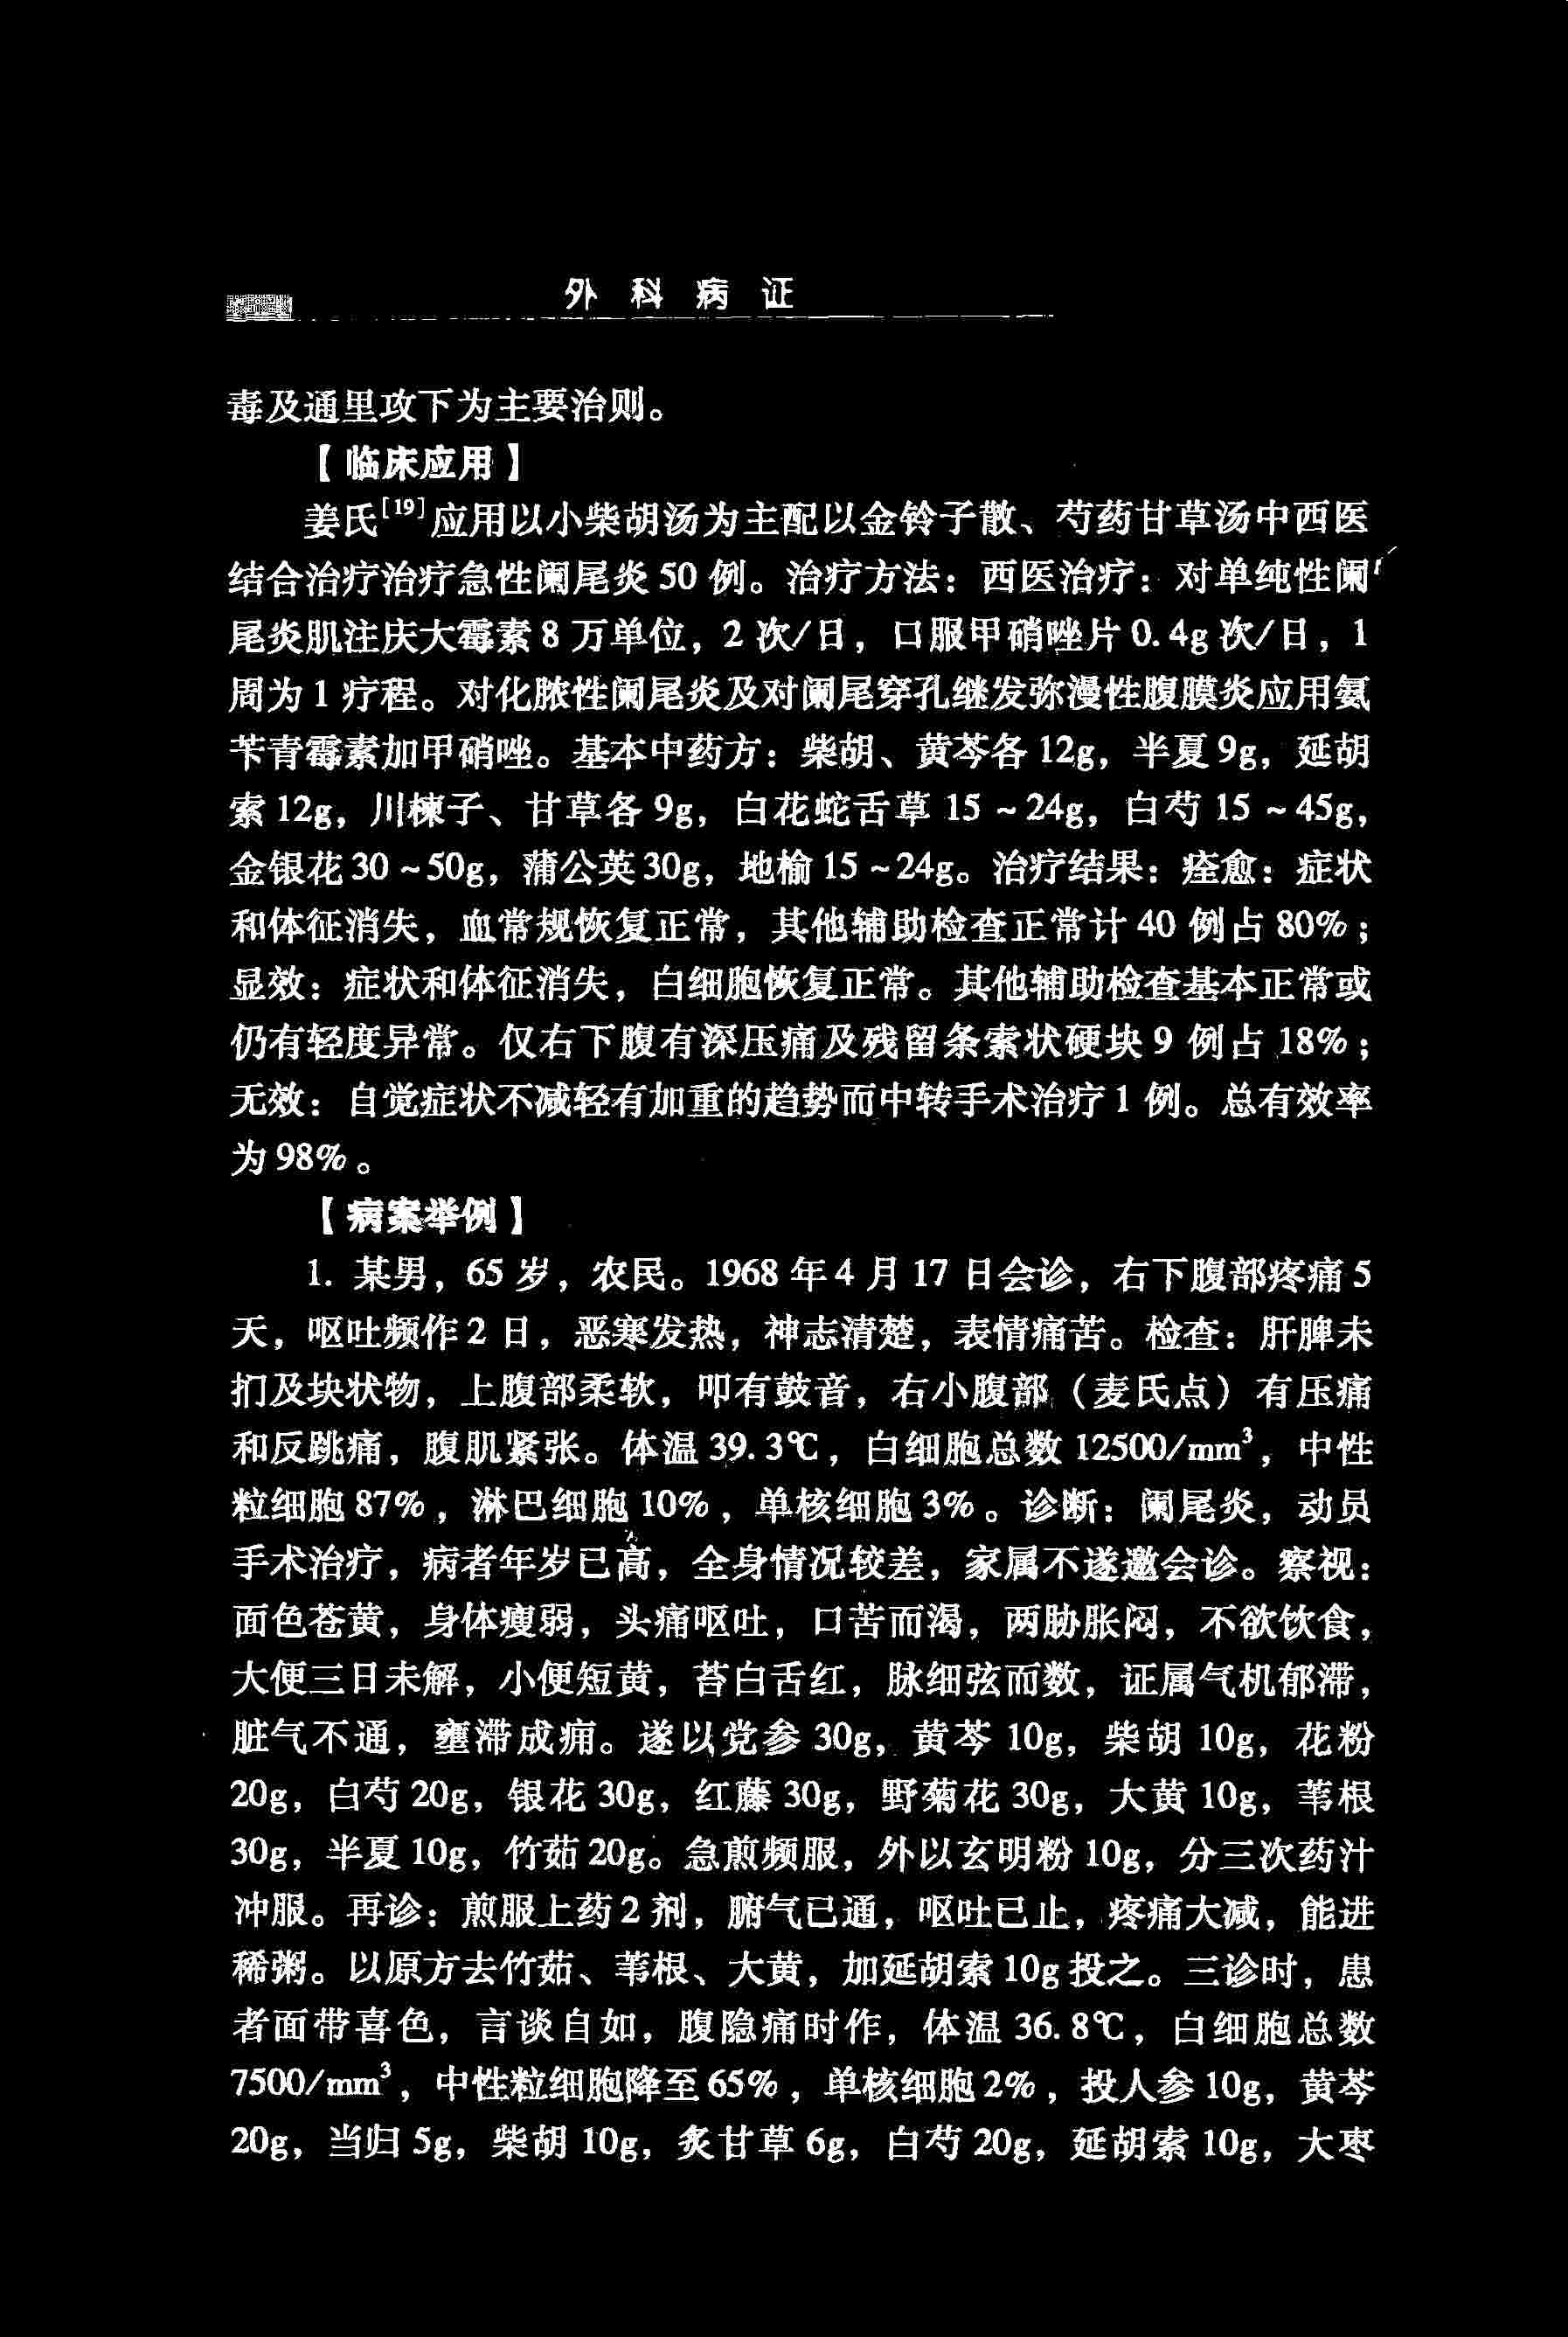 外科病证
毒及通里攻下为主要治则。
【临床应用】
姜氏[19]应用以小柴胡汤为主配以金铃子散、芍药甘草汤中西医
结合治疗治疗急性阑尾炎50例。治疗方法：西医治疗：对单纯性阑
尾炎肌注庆大霉素8万单位，2次/日，口服甲硝唑片0.4g次/日，1
周为1疗程。对化脓性阑尾炎及对阑尾穿孔继发弥漫性腹膜炎应用氨
苄青霉素加甲硝唑。基本中药方：柴胡、黄芩各12g，半夏9g，延胡
索12g，川楝子、甘草各9g，白花蛇舌草15~24g，白芍15~45g，
金银花30~50g，蒲公英30g，地榆15~24g。治疗结果：痊愈：症状
和体征消失，血常规恢复正常，其他辅助检查正常计40例占80%；
显效：症状和体征消失，白细胞恢复正常。其他辅助检查基本正常或
仍有轻度异常。仅右下腹有深压痛及残留条索状硬块9例占18%；
无效：自觉症状不减轻有加重的趋势而中转手术治疗1例。总有效率
为98%。
【病案举例】
1. 某男，65岁，农民。1968年4月17日会诊，右下腹部疼痛5
天，呕吐频作2日，恶寒发热，神志清楚，表情痛苦。检查：肝脾未
扪及块状物，上腹部柔软，叩有鼓音，右小腹部（麦氏点）有压痛
和反跳痛，腹肌紧张。体温39.3℃，白细胞总数12500/mm³，中性
粒细胞87%，淋巴细胞10%，单核细胞3%。诊断：阑尾炎，动员
手术治疗，病者年岁已高，全身情况较差，家属不遂邀会诊。察视：
面色苍黄，身体瘦弱，头痛呕吐，口苦而渴，两胁胀闷，不欲饮食，
大便三日未解，小便短黄，苔白舌红，脉细弦而数，证属气机郁滞，
脏气不通，壅滞成痈。遂以党参30g，黄芩10g，柴胡10g，花粉
20g，白芍20g，银花30g，红藤30g，野菊花30g，大黄10g，苇根
30g，半夏10g，竹茹20g。急煎频服，外以玄明粉10g，分三次药汁
冲服。再诊：煎服上药2剂，腑气已通，呕吐已止，疼痛大减，能进
稀粥。以原方去竹茹、苇根、大黄，加延胡索10g投之。三诊时，患
者面带喜色，言谈自如，腹隐痛时作，体温36.8℃，白细胞总数
7500/mm³，中性粒细胞降至65%，单核细胞2%，投人参10g，黄芩
20g，当归5g，柴胡10g，炙甘草6g，白芍20g，延胡索10g，大枣